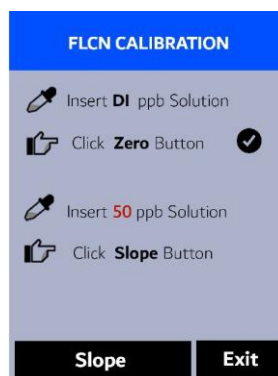 FLCN CALIBRATION
Insert DI ppb Solution
Click Zero Button
Insert 50 ppb Solution
Click Slope Button
Slope Exit